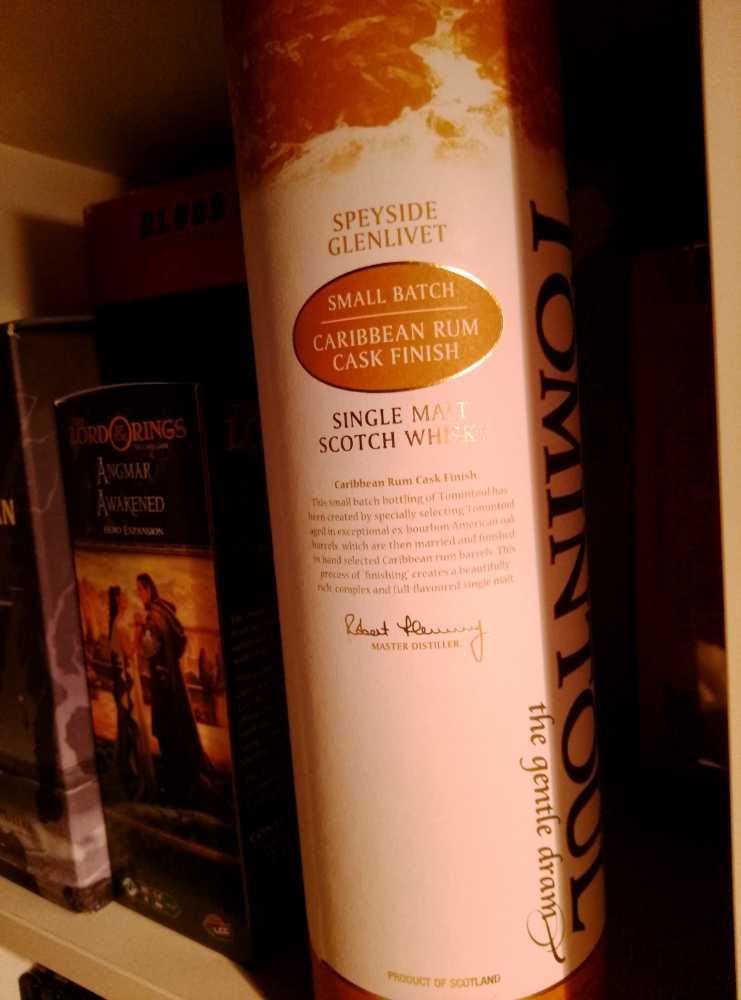 SPEYSIDE
GLENLIVET
SMALL BATCH
CARIBBEAN RUM
CASK FINISH
SINGLE MALT
SCOTCH WHISKY
Caribbean Rum Cask Finish
This small batch bottling of Tomintoul has
been created by specially selecting Tomintoul
aged in exceptional ex-bourbon American oak
barrels, which are then married and finished
in hand selected Caribbean rum barrels. This
process of 'finishing' creates a beautifully
rich, complex and full-flavoured single malt.
Robert Fleming
MASTER DISTILLER
PRODUCT OF SCOTLAND
TOMINTOUL
the gentle dram
BLOOD
THE
LORD OF THE RINGS
ANGMAR
AWAKENED
HERO EXPANSION
LCG